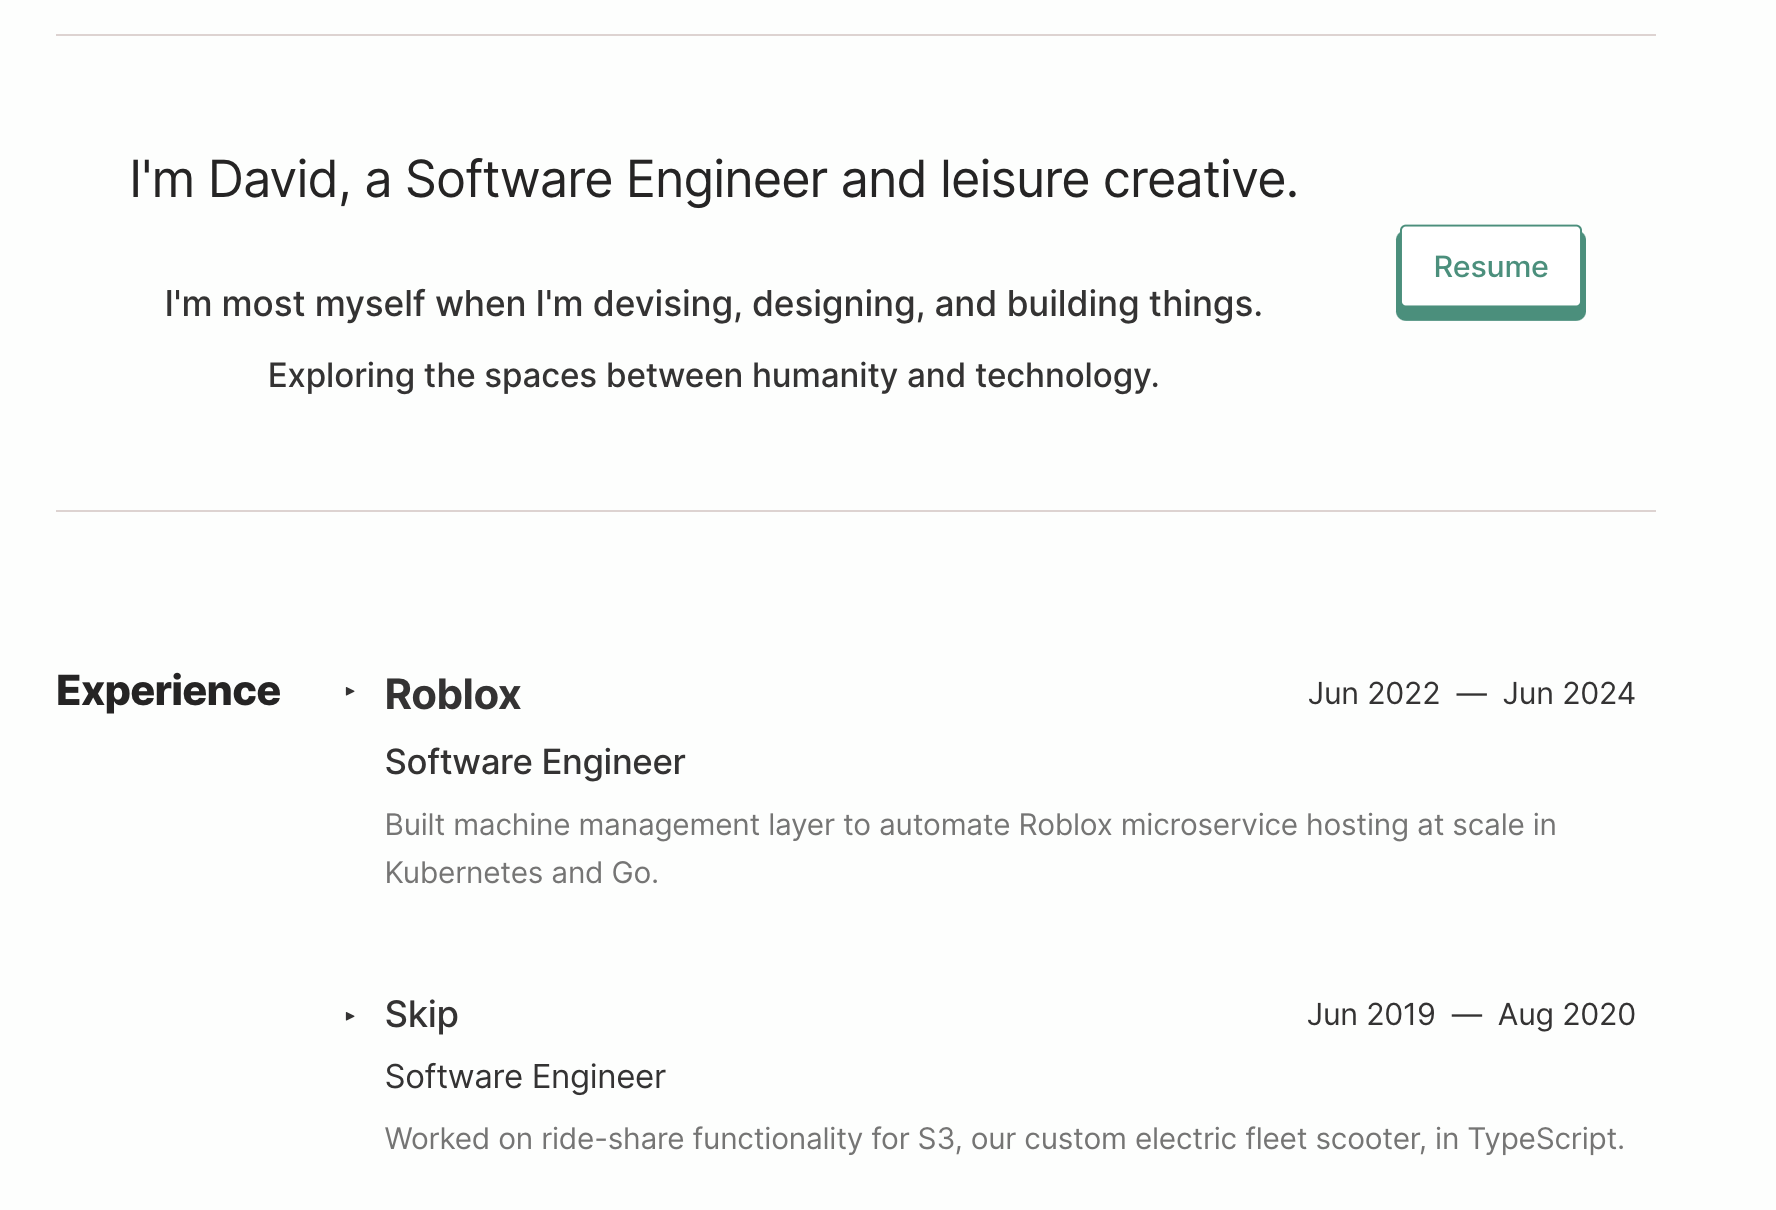 I'm David, a Software Engineer and leisure creative.
Resume
I'm most myself when I'm devising, designing, and building things.
Exploring the spaces between humanity and technology.
Experience
‣ Roblox
Jun 2022 — Jun 2024
Software Engineer
Built machine management layer to automate Roblox microservice hosting at scale in
Kubernetes and Go.
‣ Skip
Jun 2019 — Aug 2020
Software Engineer
Worked on ride-share functionality for S3, our custom electric fleet scooter, in TypeScript.